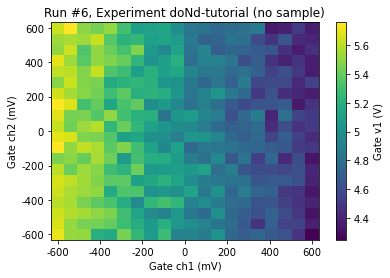 Run #6, Experiment doNd-tutorial (no sample)
600
400
200
0
-200
-400
-600
Gate ch2 (mV)
-600 -400 -200 0 200 400 600
Gate ch1 (mV)
5.6
5.4
5.2
5
4.8
4.6
4.4
Gate v1 (V)